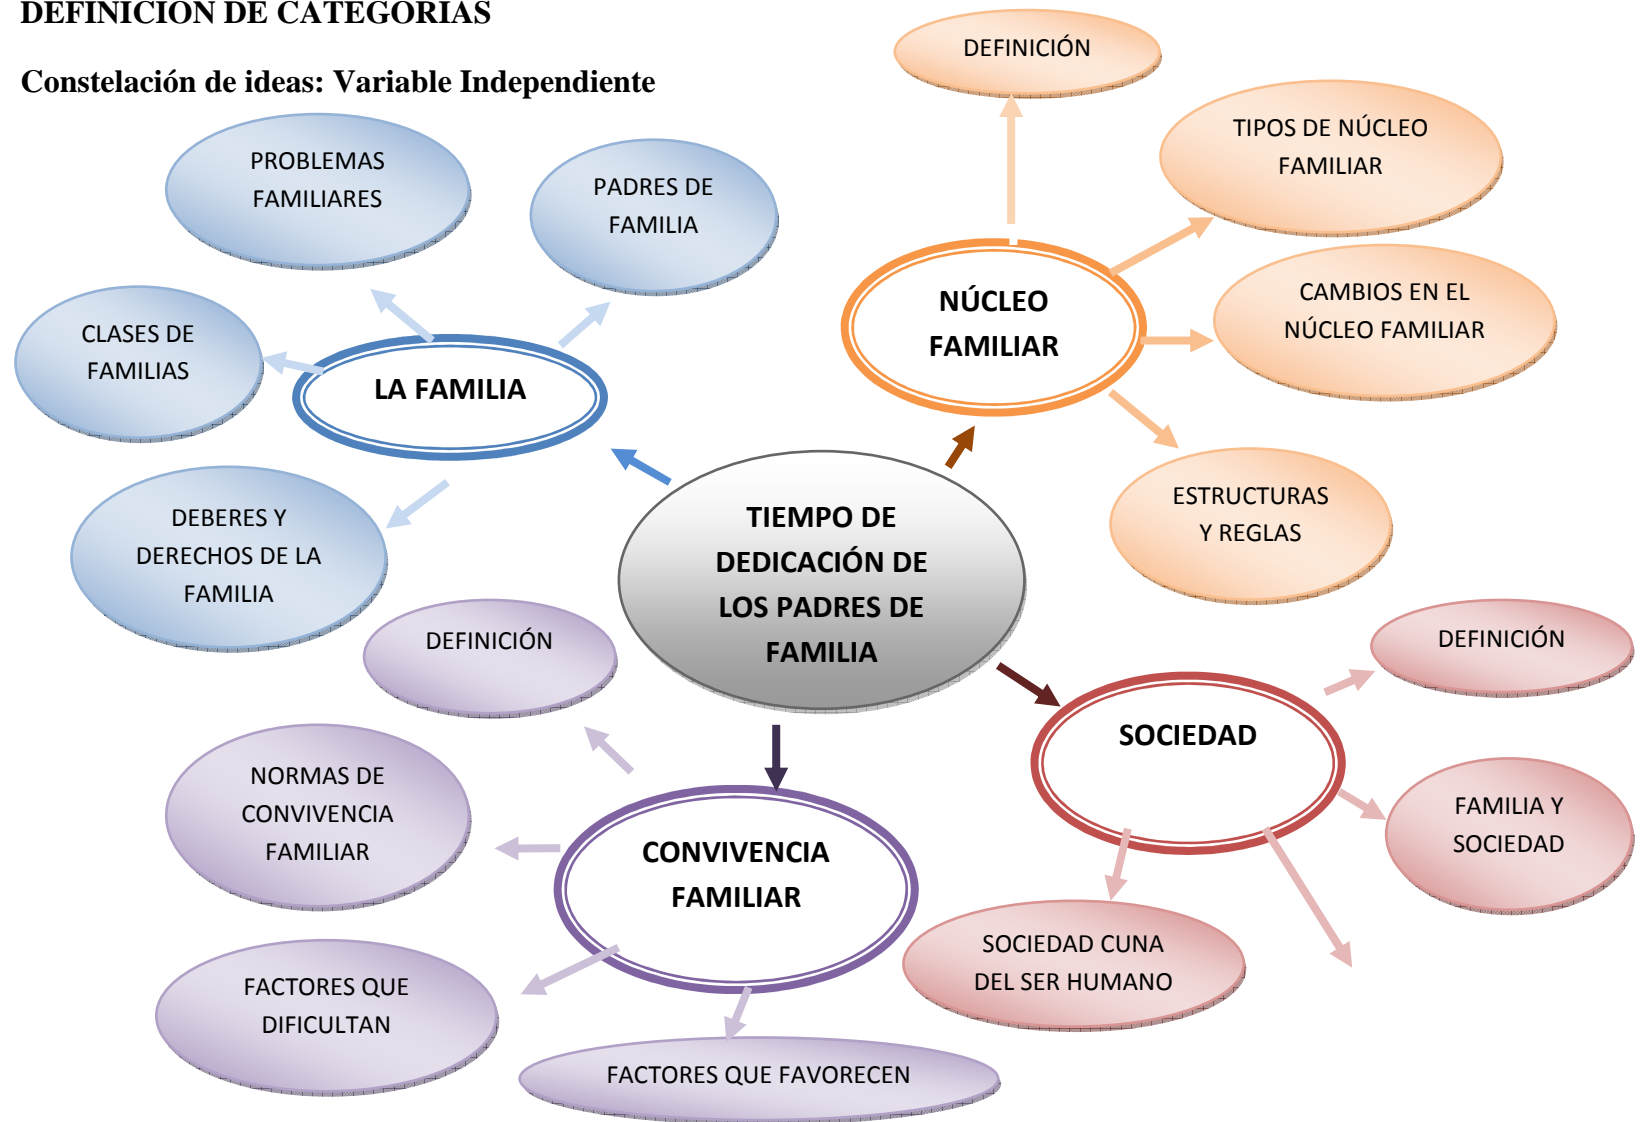 DEFINICIÓN DE CATEGORÍAS
Constelación de ideas: Variable Independiente
PROBLEMAS
FAMILIARES
PADRES DE
FAMILIA
CLASES DE
FAMILIAS
LA FAMILIA
DEBERES Y
DERECHOS DE LA
FAMILIA
DEFINICIÓN
TIPOS DE NÚCLEO
FAMILIAR
NÚCLEO
FAMILIAR
CAMBIOS EN EL
NÚCLEO FAMILIAR
ESTRUCTURAS
Y REGLAS
TIEMPO DE
DEDICACIÓN DE
LOS PADRES DE
FAMILIA
DEFINICIÓN
NORMAS DE
CONVIVENCIA
FAMILIAR
CONVIVENCIA
FAMILIAR
FACTORES QUE
DIFICULTAN
FACTORES QUE FAVORECEN
DEFINICIÓN
SOCIEDAD
FAMILIA Y
SOCIEDAD
SOCIEDAD CUNA
DEL SER HUMANO